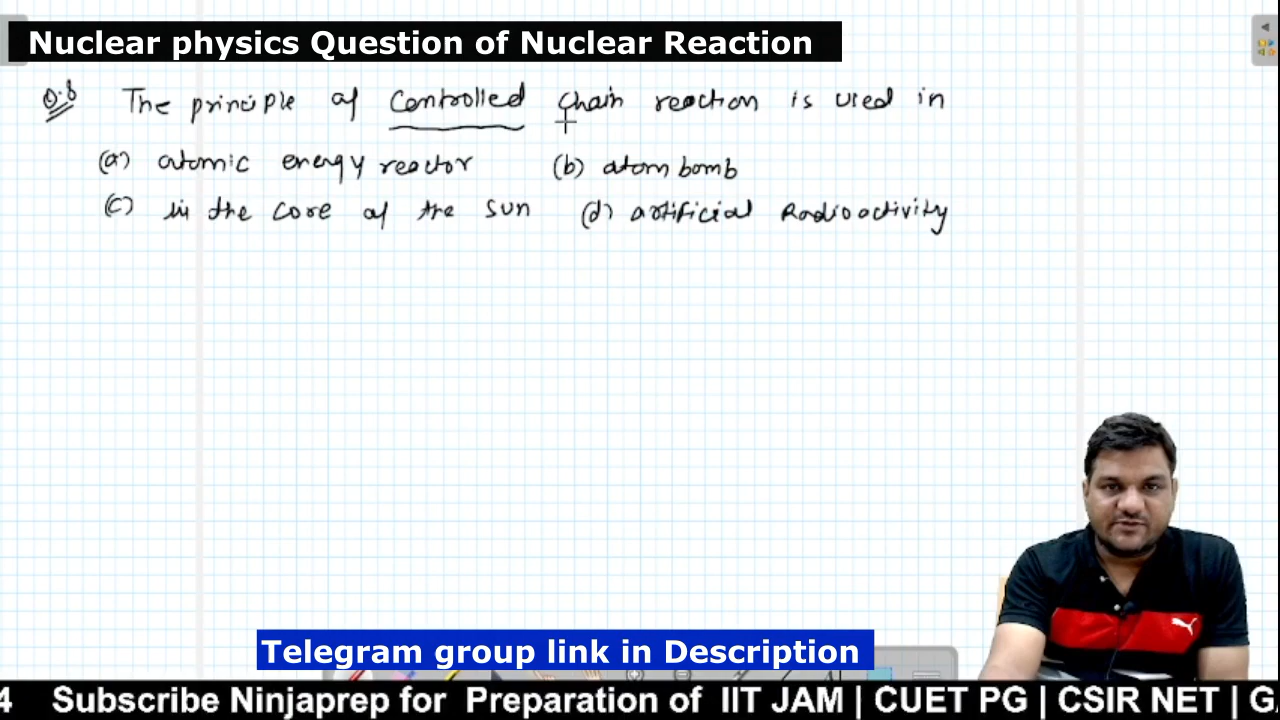 Nuclear physics Question of Nuclear Reaction
Q.6 The principle of Controlled chain reaction is used in
(a) atomic energy reactor (b) atom bomb
(c) in the core of the sun (d) artificial Radioactivity
Telegram group link in Description
4 Subscribe Ninjaprep for Preparation of IIT JAM | CUET PG | CSIR NET | G